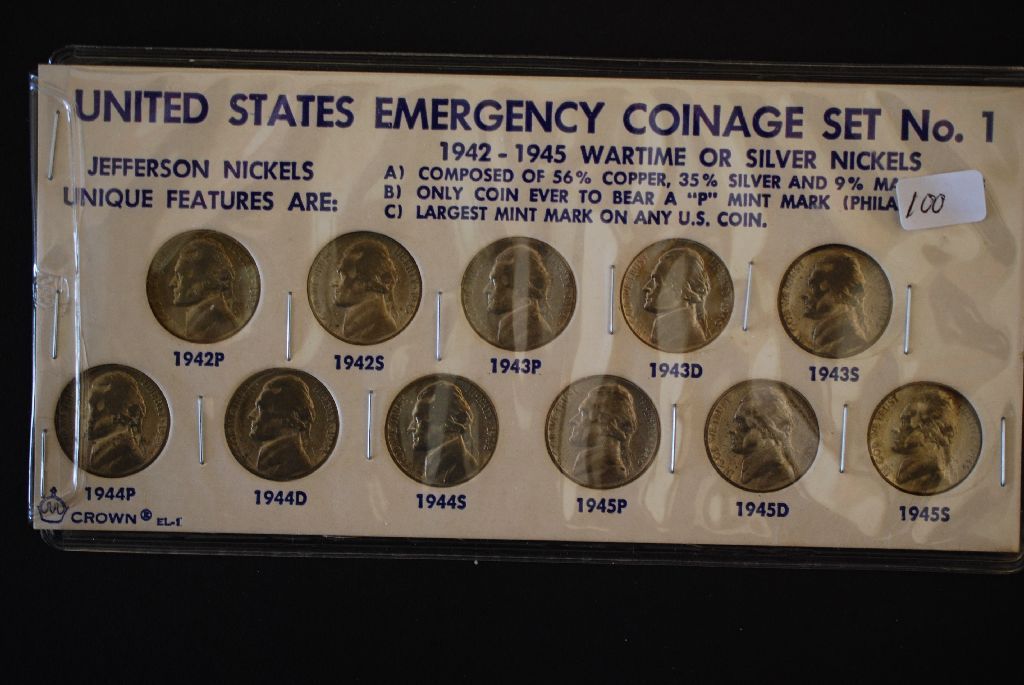 UNITED STATES EMERGENCY COINAGE SET No. 1
1942 - 1945 WARTIME OR SILVER NICKELS
JEFFERSON NICKELS
UNIQUE FEATURES ARE:
A) COMPOSED OF 56% COPPER, 35% SILVER AND 9% MA
B) ONLY COIN EVER TO BEAR A "P" MINT MARK (PHILA
C) LARGEST MINT MARK ON ANY U.S. COIN.
100
1942P 1942S 1943P 1943D 1943S
1944P 1944D 1944S 1945P 1945D 1945S
CROWN® EL-1